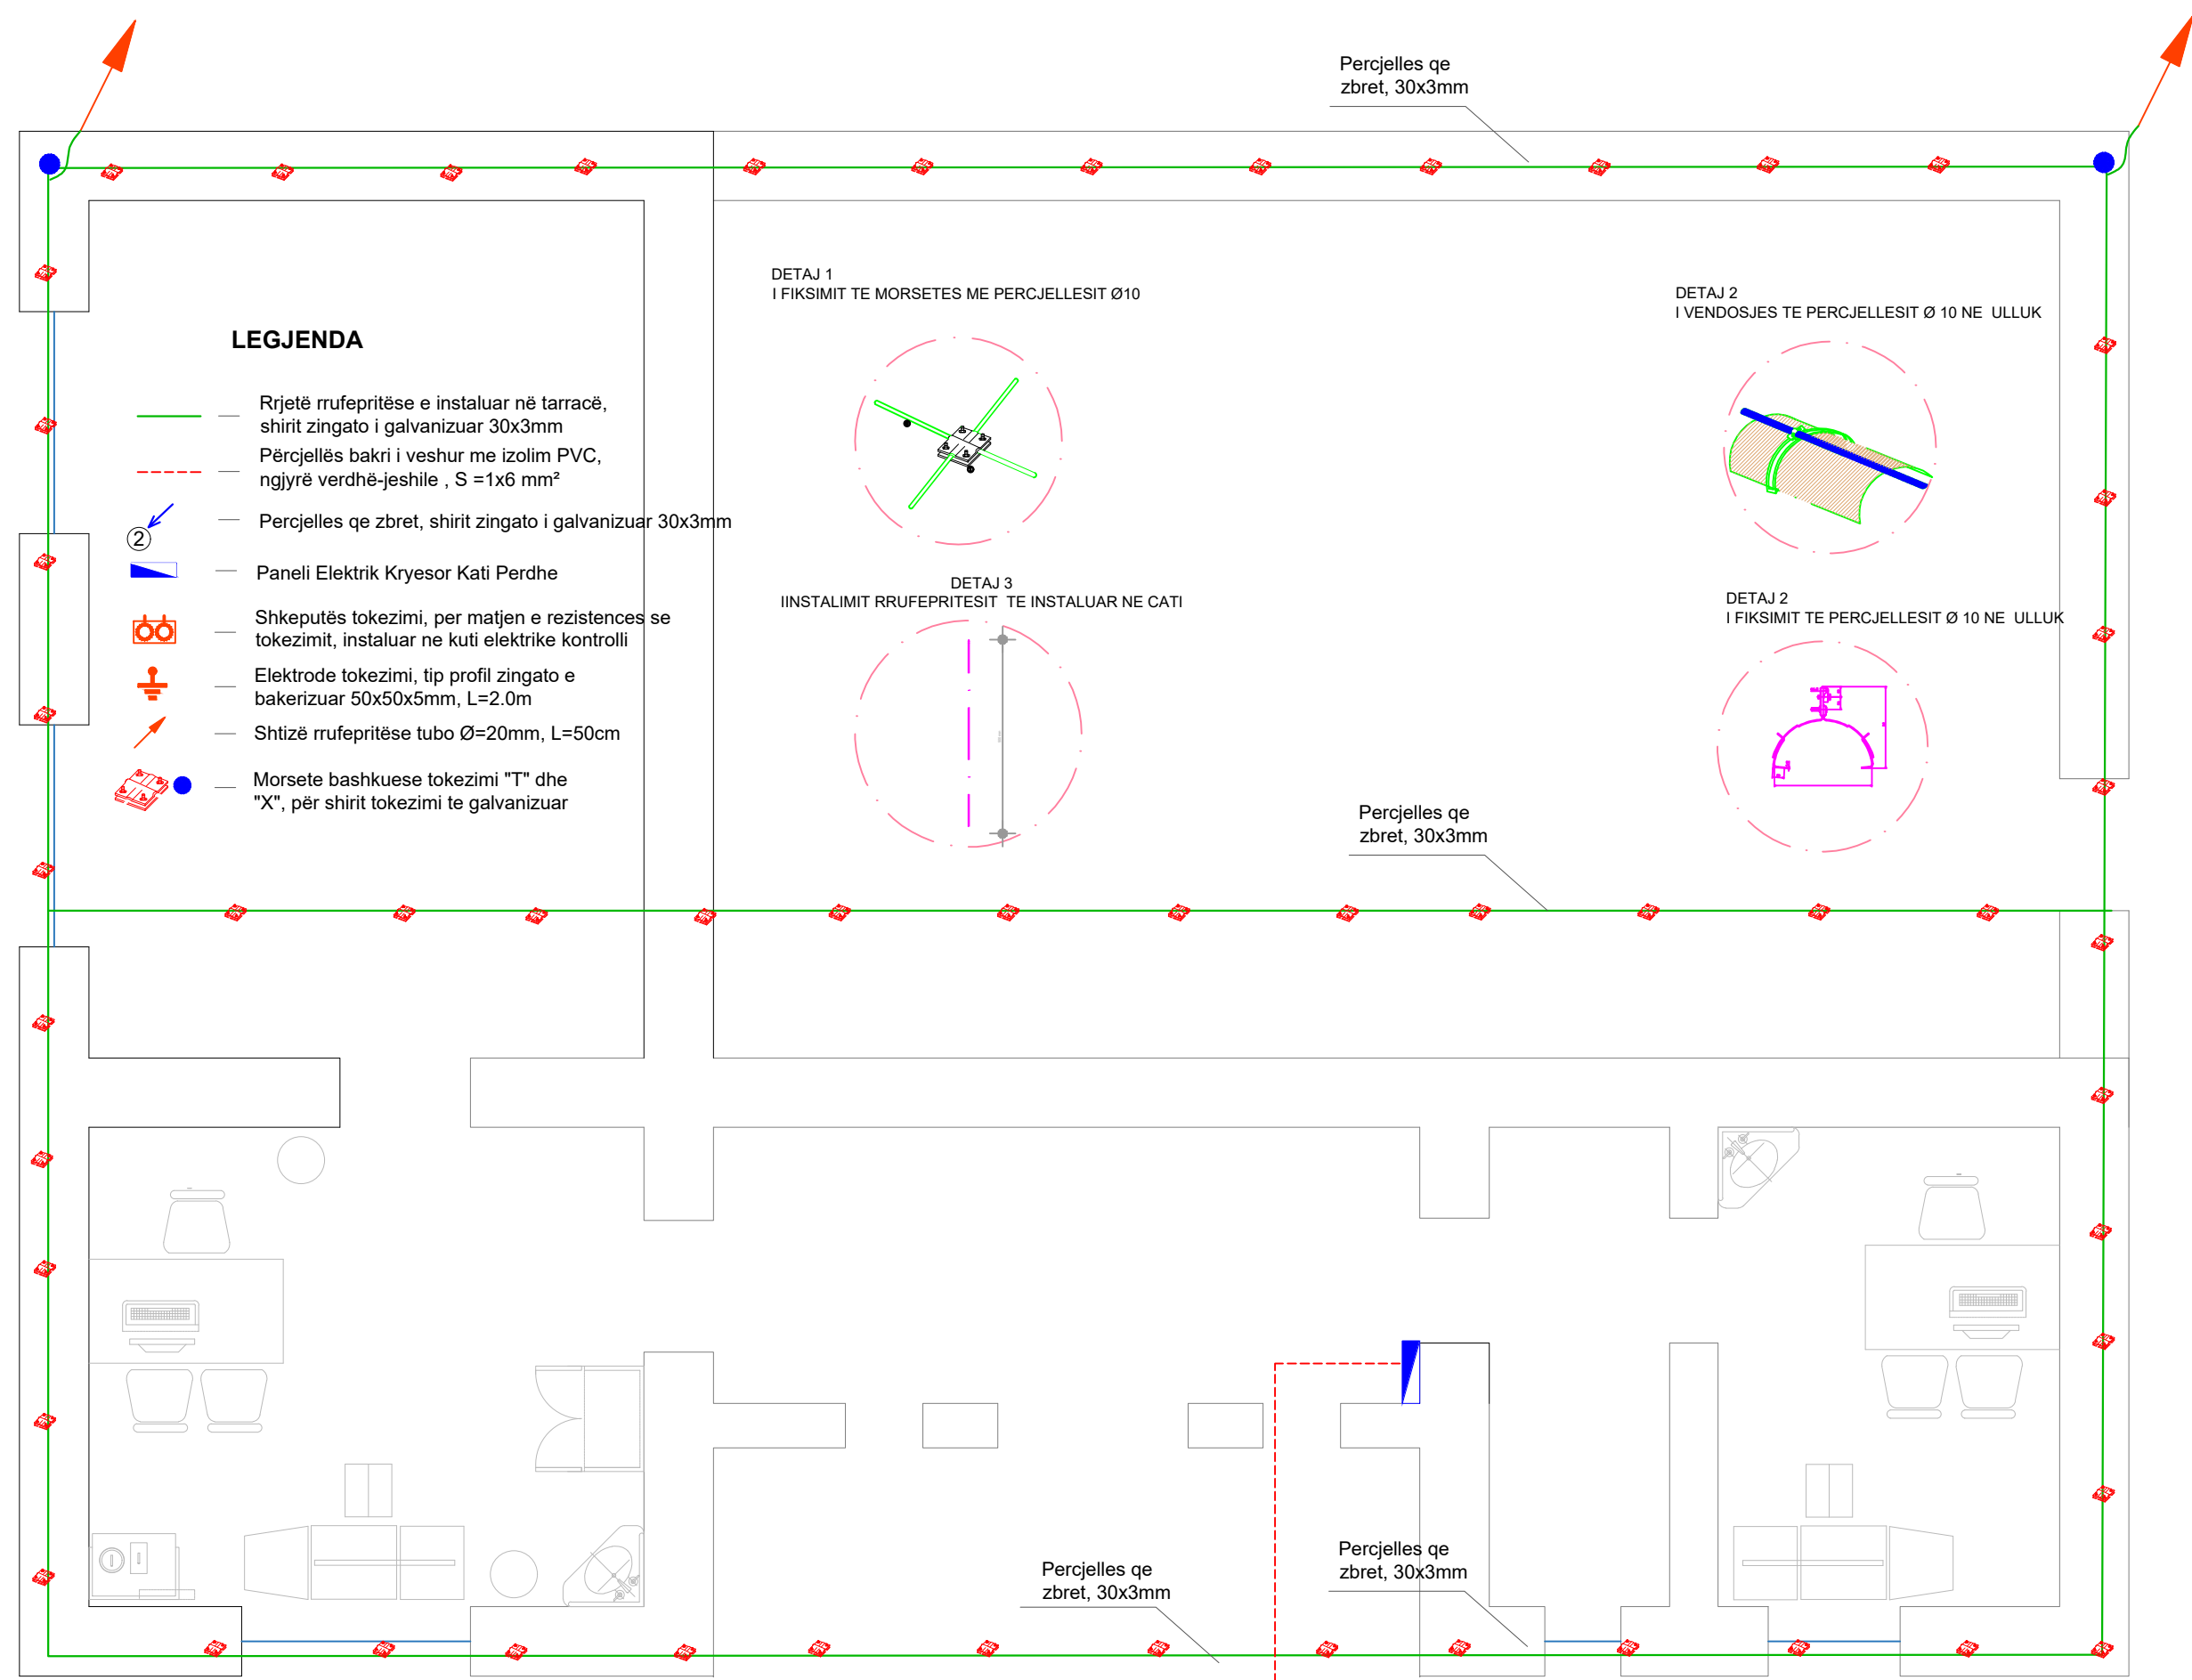 Percjelles qe
zbret, 30x3mm
DETAJ 1
I FIKSIMIT TE MORSETES ME PERCJELLESIT Ø10
DETAJ 2
I VENDOSJES TE PERCJELLESIT Ø 10 NE ULLUK
LEGJENDA
Rrjetë rrufepritëse e instaluar në tarracë,
shirit zingato i galvanizuar 30x3mm
Përcjellës bakri i veshur me izolim PVC,
ngjyrë verdhë-jeshile , S =1x6 mm²
Percjelles qe zbret, shirit zingato i galvanizuar 30x3mm
2
Paneli Elektrik Kryesor Kati Perdhe
Shkeputës tokezimi, per matjen e rezistences se
tokezimit, instaluar ne kuti elektrike kontrolli
Elektrode tokezimi, tip profil zingato e
bakerizuar 50x50x5mm, L=2.0m
Shtizë rrufepritëse tubo Ø=20mm, L=50cm
Morsete bashkuese tokezimi "T" dhe
"X", për shirit tokezimi te galvanizuar
DETAJ 3
IINSTALIMIT RRUFEPRITESIT TE INSTALUAR NE CATI
DETAJ 2
I FIKSIMIT TE PERCJELLESIT Ø 10 NE ULLUK
Percjelles qe
zbret, 30x3mm
Percjelles qe
zbret, 30x3mm
Percjelles qe
zbret, 30x3mm